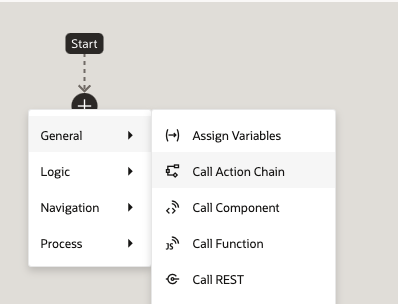 Start
General
Logic
Navigation
Process
Assign Variables
Call Action Chain
Call Component
Call Function
Call REST